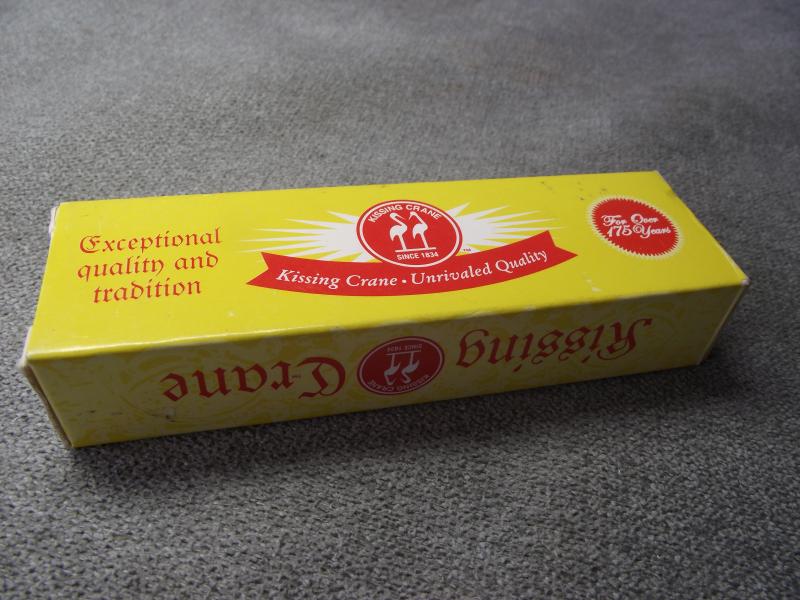 Exceptional
quality and
tradition
KISSING CRANE
SINCE 1834
™
Kissing Crane • Unrivaled Quality
For Over
175 Years
Kissing Crane
KISSING CRANE
SINCE 1834